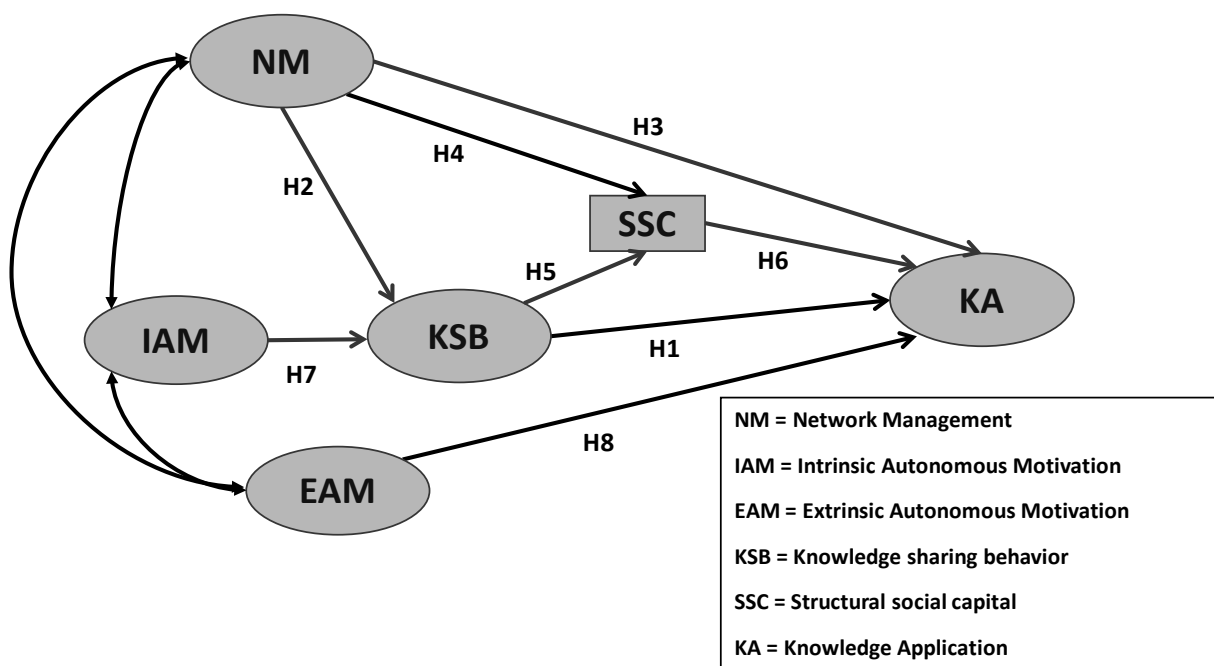 NM
H3
H4
H2
SSC
H5
H6
KA
IAM
KSB
H7
H1
H8
EAM
NM = Network Management
IAM = Intrinsic Autonomous Motivation
EAM = Extrinsic Autonomous Motivation
KSB = Knowledge sharing behavior
SSC = Structural social capital
KA = Knowledge Application